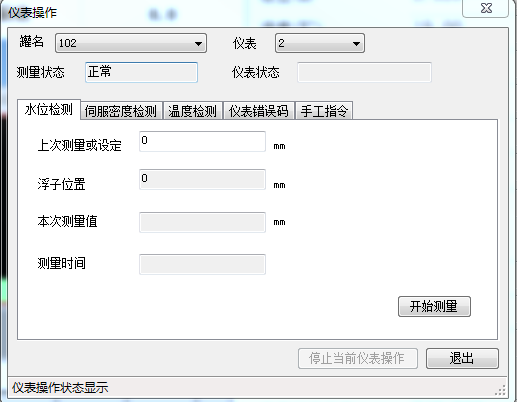 仪表操作
罐名 102 仪表 2
测量状态 正常 仪表状态
水位检测 伺服密度检测 温度检测 仪表错误码 手工指令
上次测量或设定 0 mm
浮子位置 0 mm
本次测量值 mm
测量时间
开始测量
停止当前仪表操作 退出
仪表操作状态显示